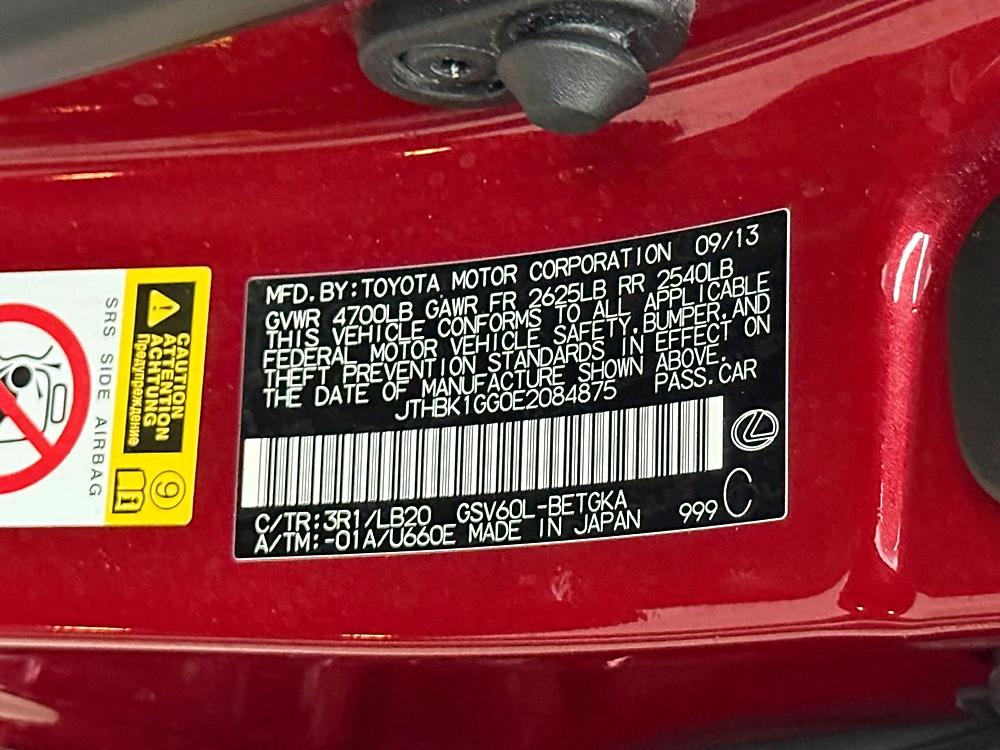 MFD.BY:TOYOTA MOTOR CORPORATION 09/13
GVWR 4700LB GAWR FR 2625LB RR 2540LB
THIS VEHICLE CONFORMS TO ALL APPLICABLE
FEDERAL MOTOR VEHICLE SAFETY,BUMPER,AND
THEFT PREVENTION STANDARDS IN EFFECT ON
THE DATE OF MANUFACTURE SHOWN ABOVE.
JTHBK1GG0E2084875 PASS.CAR
C/TR:3R1/LB20 GSV60L-BETGKA
A/TM:-01A/U660E MADE IN JAPAN 999 C
CAUTION
ATTENTION
ACHTUNG
Предупреждение
9
SRS SIDE AIRBAG